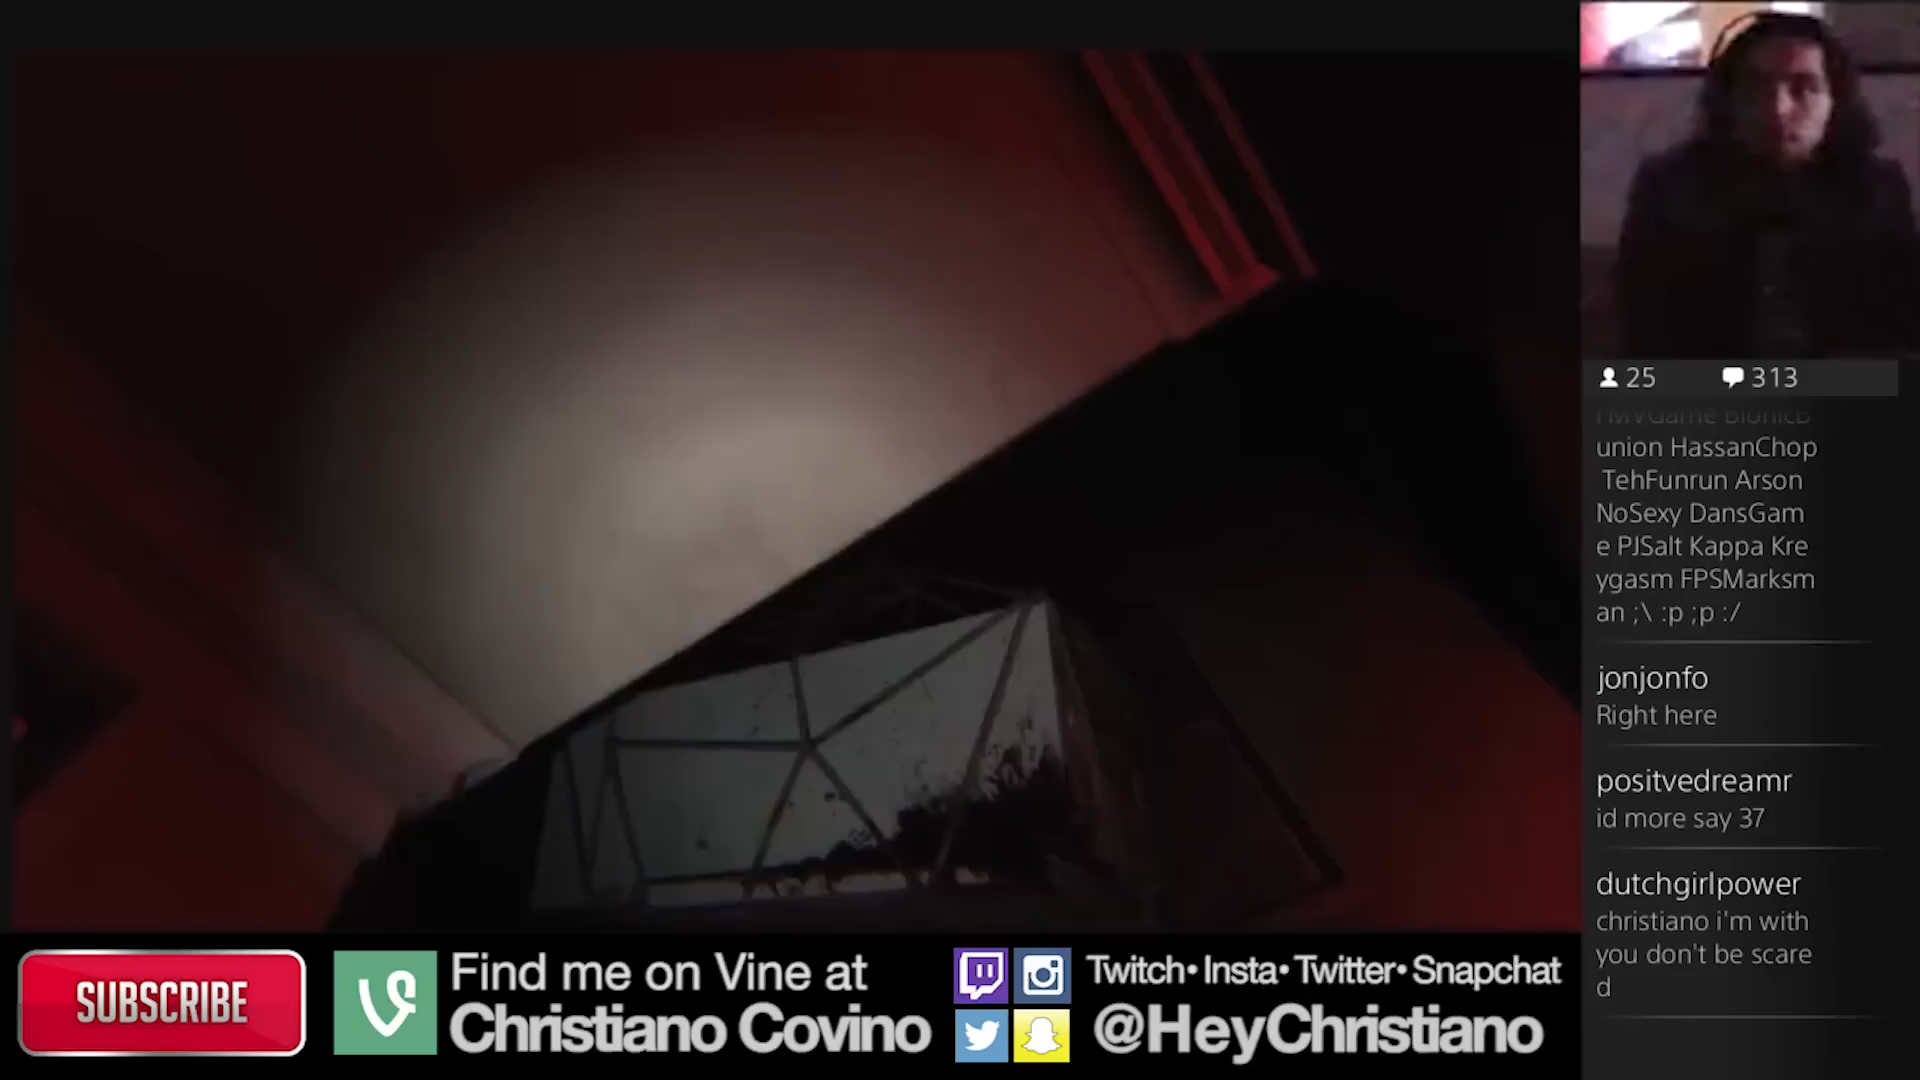 25 313
union HassanChop
TehFunrun Arson
NoSexy DansGam
e PJSalt Kappa Kre
ygasm FPSMarksm
an ;\ :p ;p :/
jonjonfo
Right here
positvedreamr
id more say 37
dutchgirlpower
christiano i'm with
you don't be scare
d
SUBSCRIBE
Find me on Vine at
Christiano Covino
Twitch• Insta• Twitter• Snapchat
@HeyChristiano